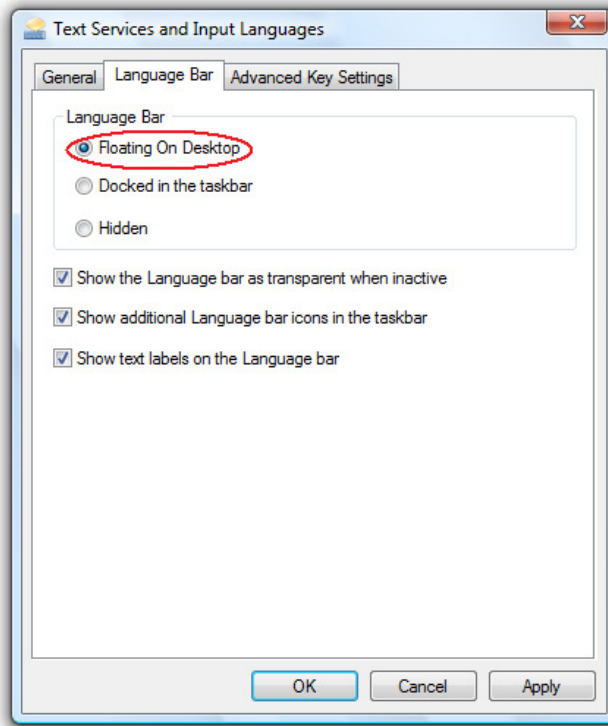 Text Services and Input Languages
General Language Bar Advanced Key Settings
Language Bar
Floating On Desktop
Docked in the taskbar
Hidden
Show the Language bar as transparent when inactive
Show additional Language bar icons in the taskbar
Show text labels on the Language bar
OK Cancel Apply